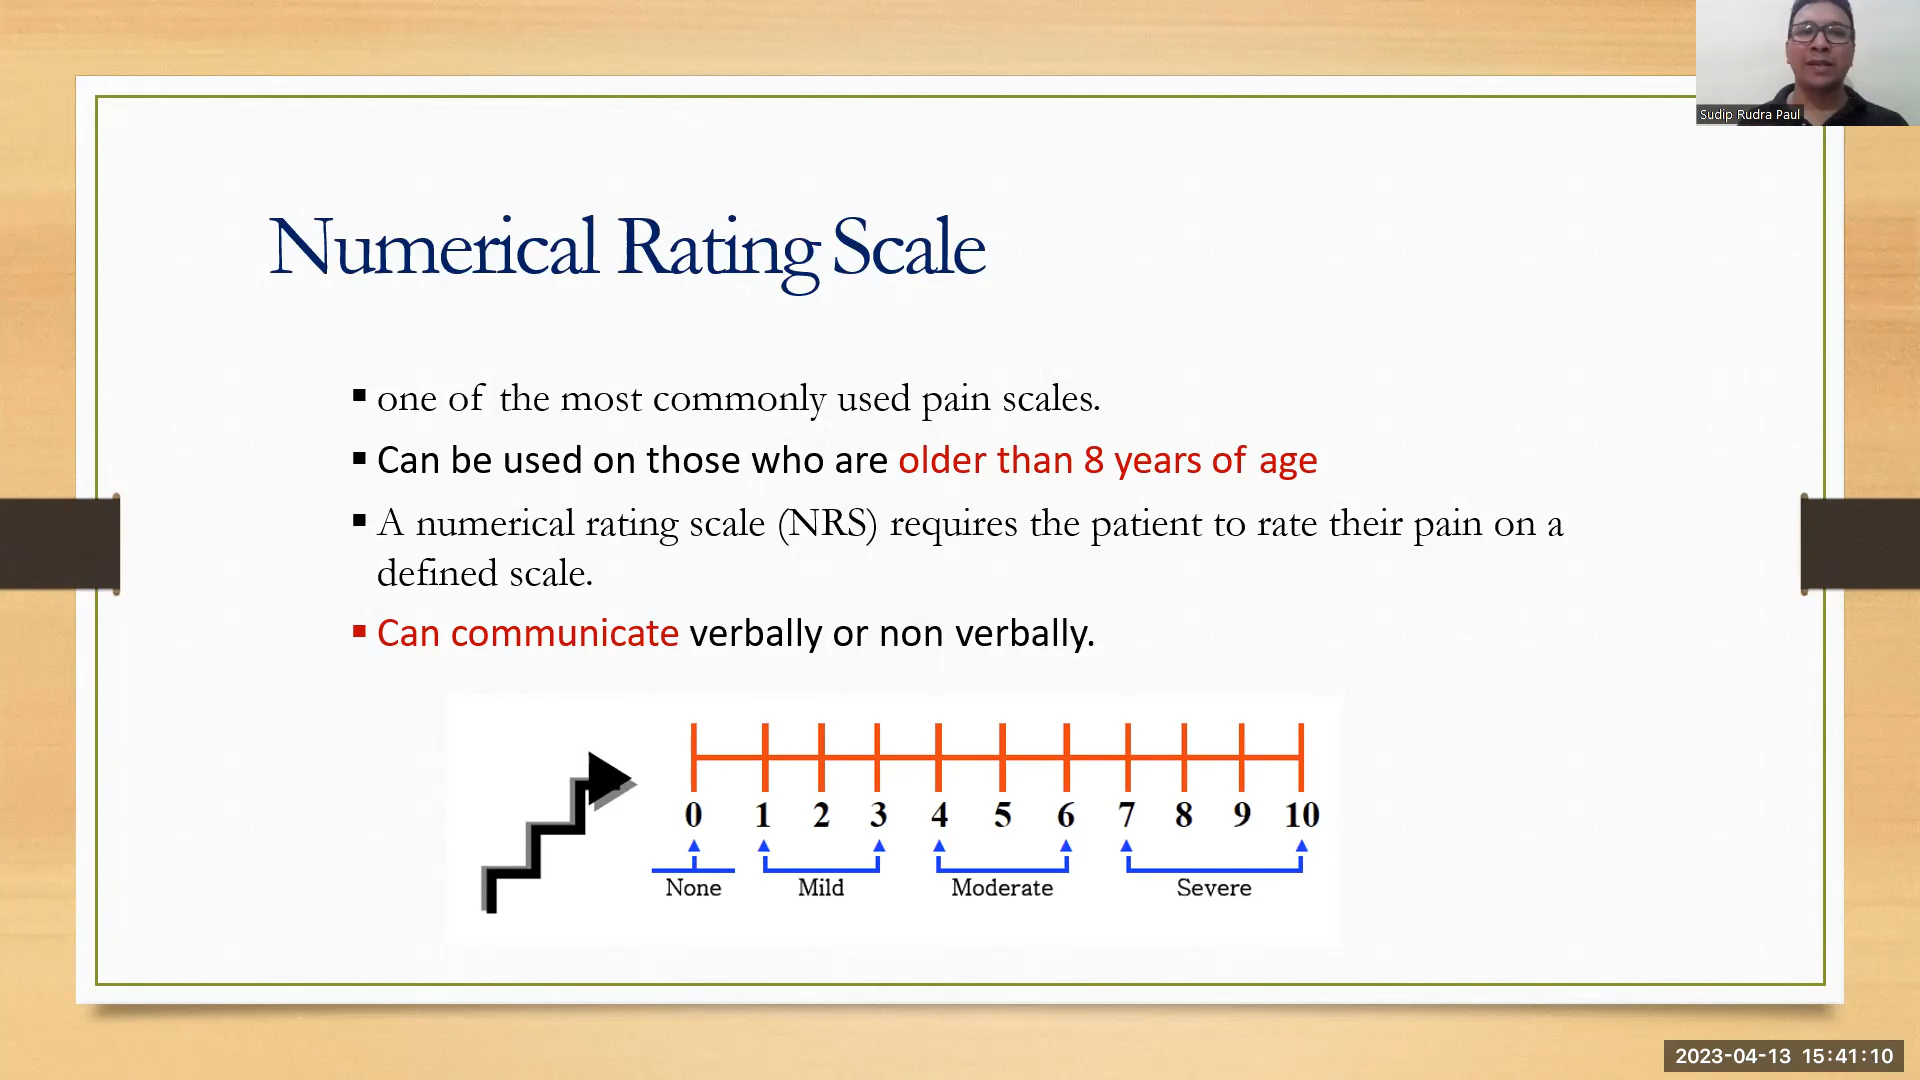 Sudip Rudra Paul
Numerical Rating Scale
▪ one of the most commonly used pain scales.
▪ Can be used on those who are older than 8 years of age
▪ A numerical rating scale (NRS) requires the patient to rate their pain on a
defined scale.
▪ Can communicate verbally or non verbally.
0 1 2 3 4 5 6 7 8 9 10
None Mild Moderate Severe
2023-04-13 15:41:10